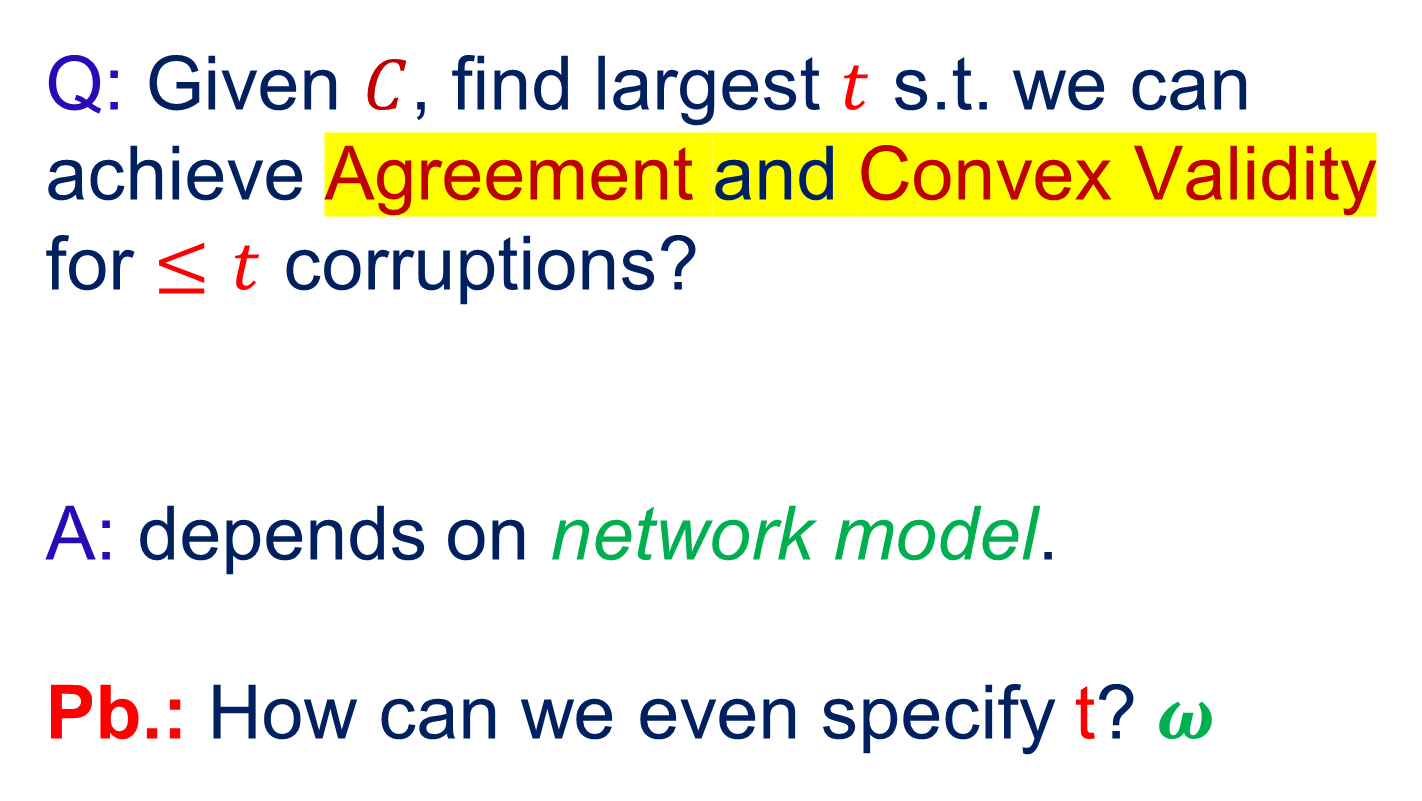 Q: Given C, find largest t s.t. we can
achieve Agreement and Convex Validity
for ≤ t corruptions?
A: depends on network model.
Pb.: How can we even specify t? ω